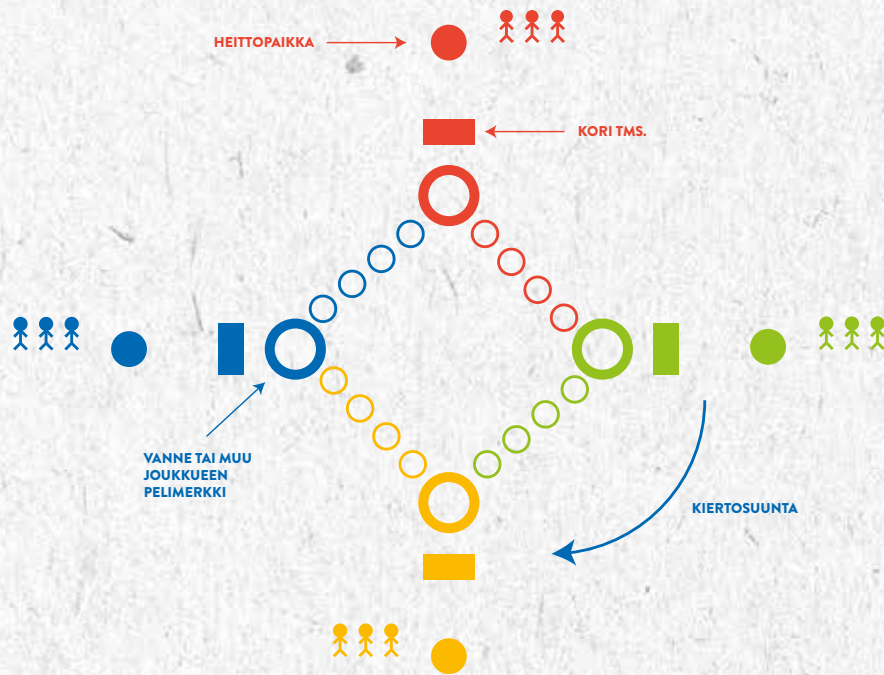 HEITTOPAIKKA
KORI TMS.
VANNE TAI MUU
JOUKKUEEN
PELIMERKKI
KIERTOSUUNTA